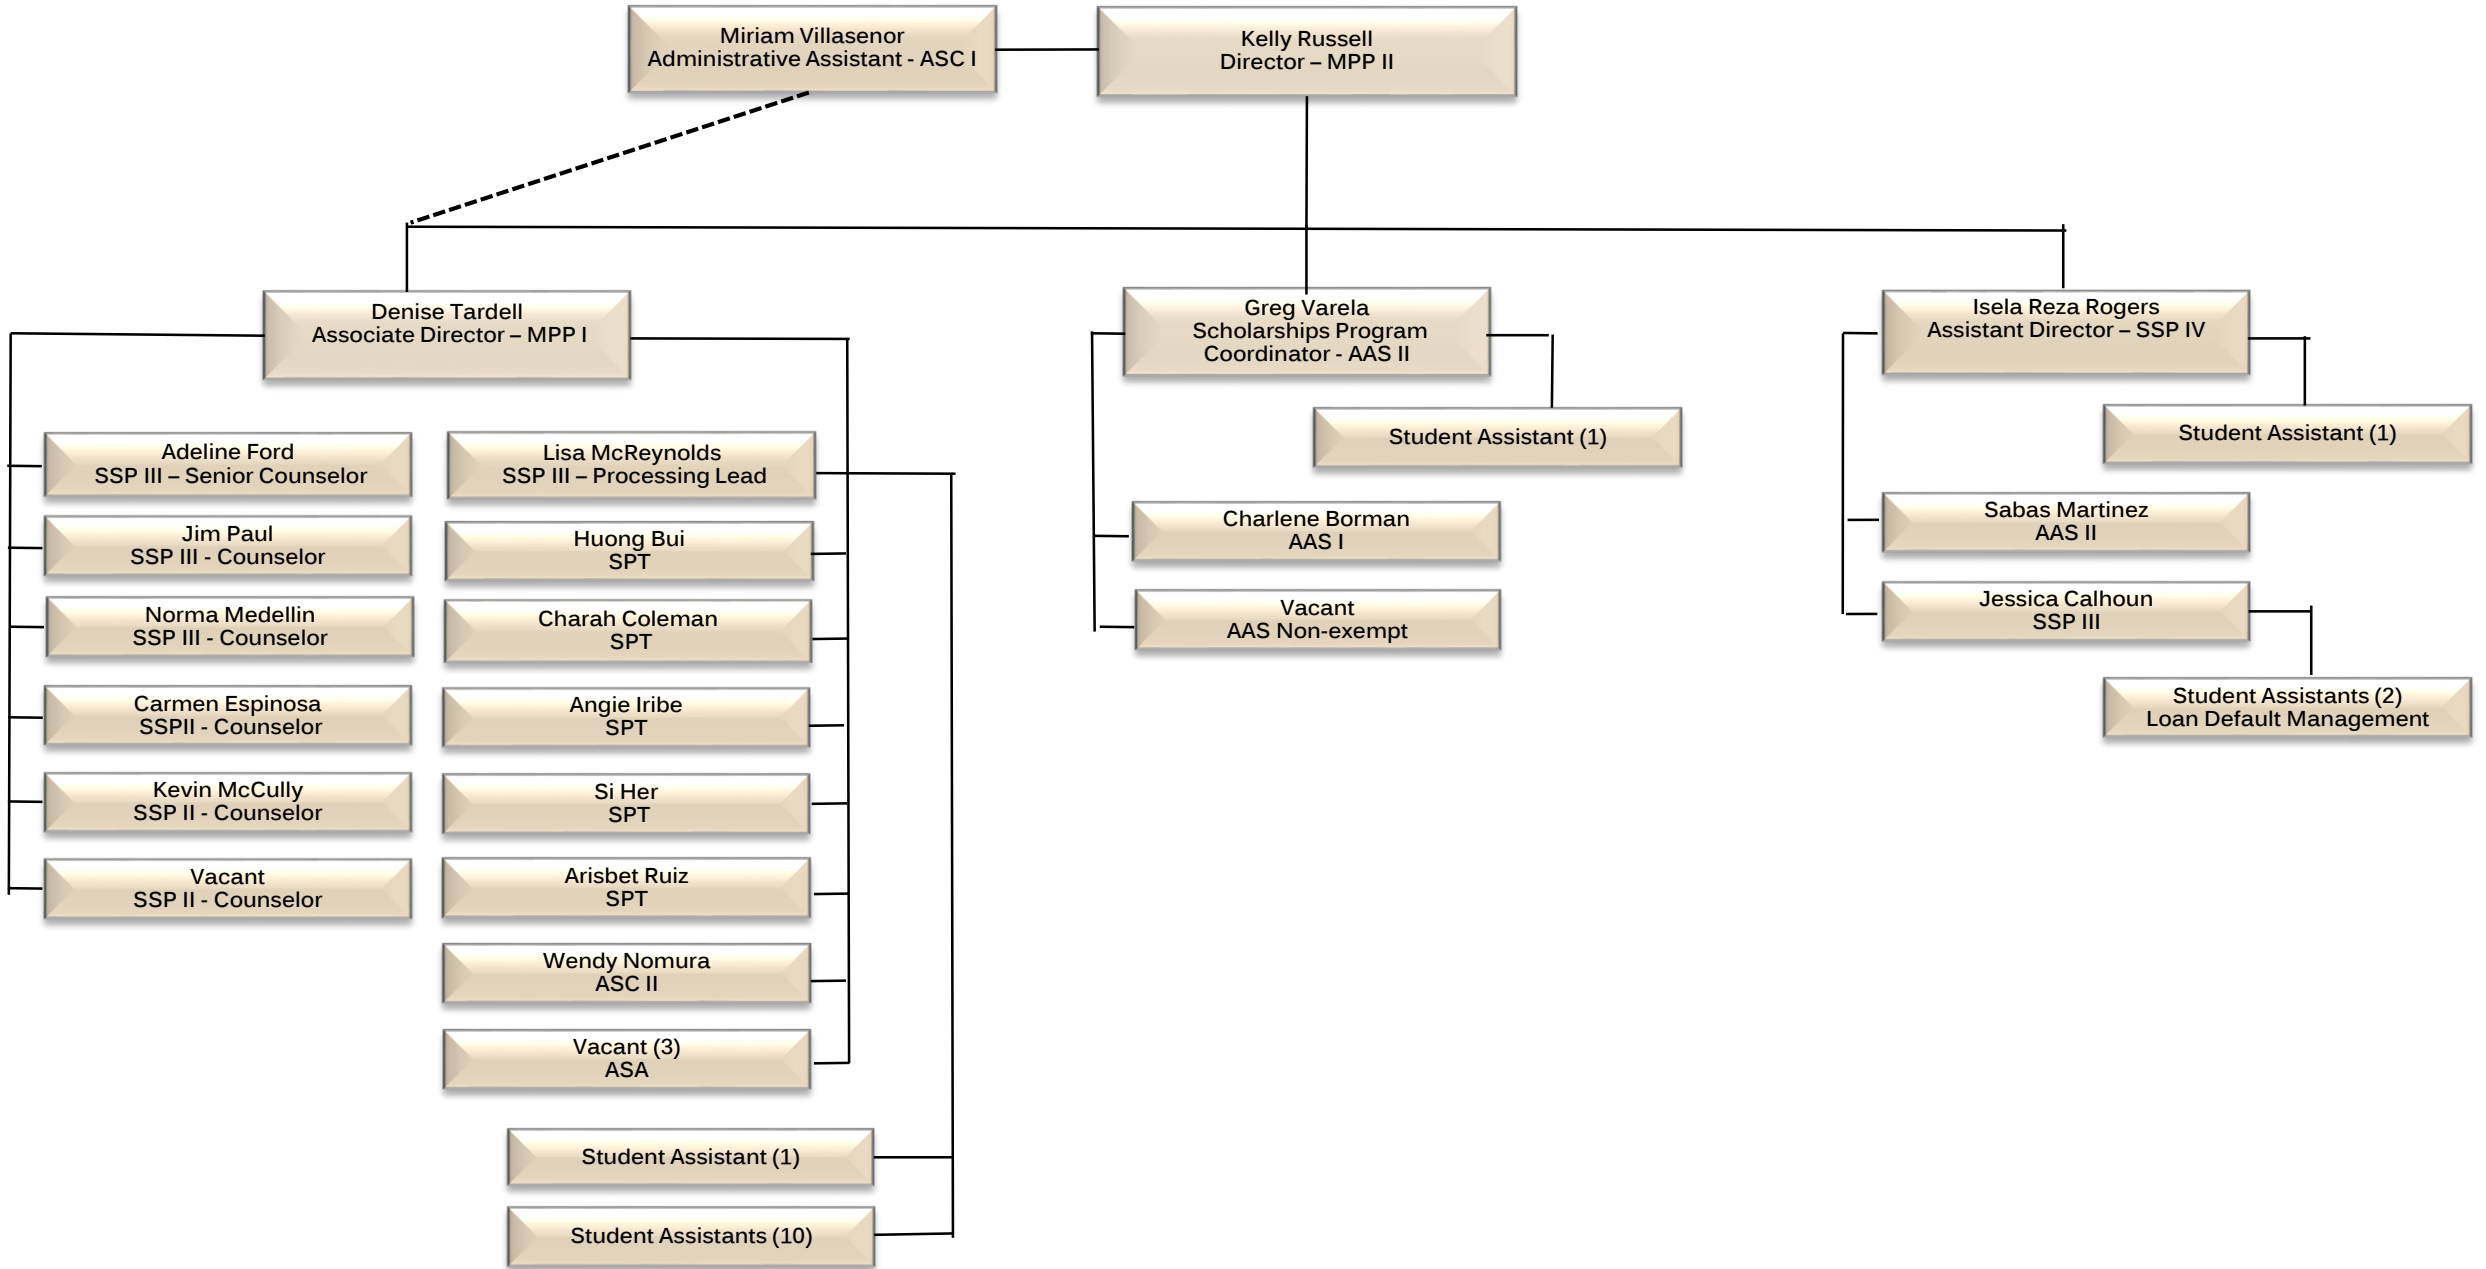 Miriam Villasenor
Administrative Assistant - ASC I
Kelly Russell
Director – MPP II
Denise Tardell
Associate Director – MPP I
Greg Varela
Scholarships Program
Coordinator - AAS II
Isela Reza Rogers
Assistant Director – SSP IV
Adeline Ford
SSP III – Senior Counselor
Jim Paul
SSP III - Counselor
Norma Medellin
SSP III - Counselor
Carmen Espinosa
SSPII - Counselor
Kevin McCully
SSP II - Counselor
Vacant
SSP II - Counselor
Lisa McReynolds
SSP III – Processing Lead
Huong Bui
SPT
Charah Coleman
SPT
Angie Iribe
SPT
Si Her
SPT
Arisbet Ruiz
SPT
Wendy Nomura
ASC II
Vacant (3)
ASA
Student Assistant (1)
Student Assistants (10)
Student Assistant (1)
Charlene Borman
AAS I
Vacant
AAS Non-exempt
Student Assistant (1)
Sabas Martinez
AAS II
Jessica Calhoun
SSP III
Student Assistants (2)
Loan Default Management